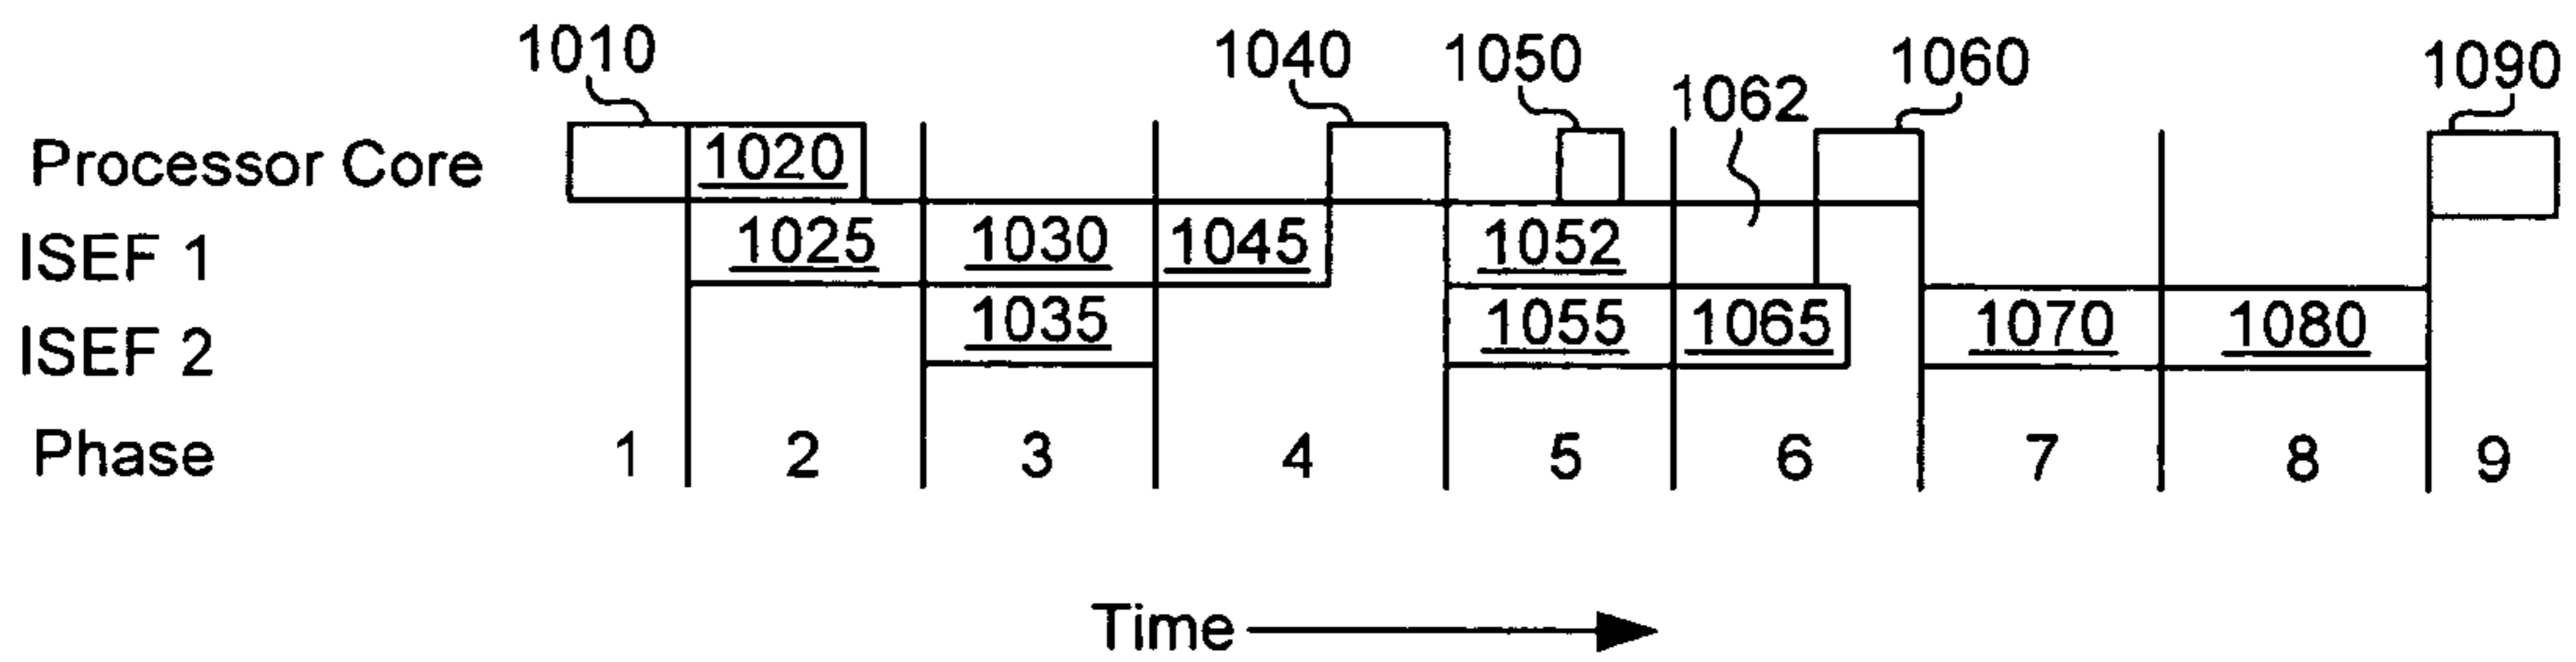 1010 1040 1050 1062 1060 1090
Processor Core 1020
ISEF 1 1025 1030 1045 1052
ISEF 2 1035 1055 1065 1070 1080
Phase 1 2 3 4 5 6 7 8 9
Time